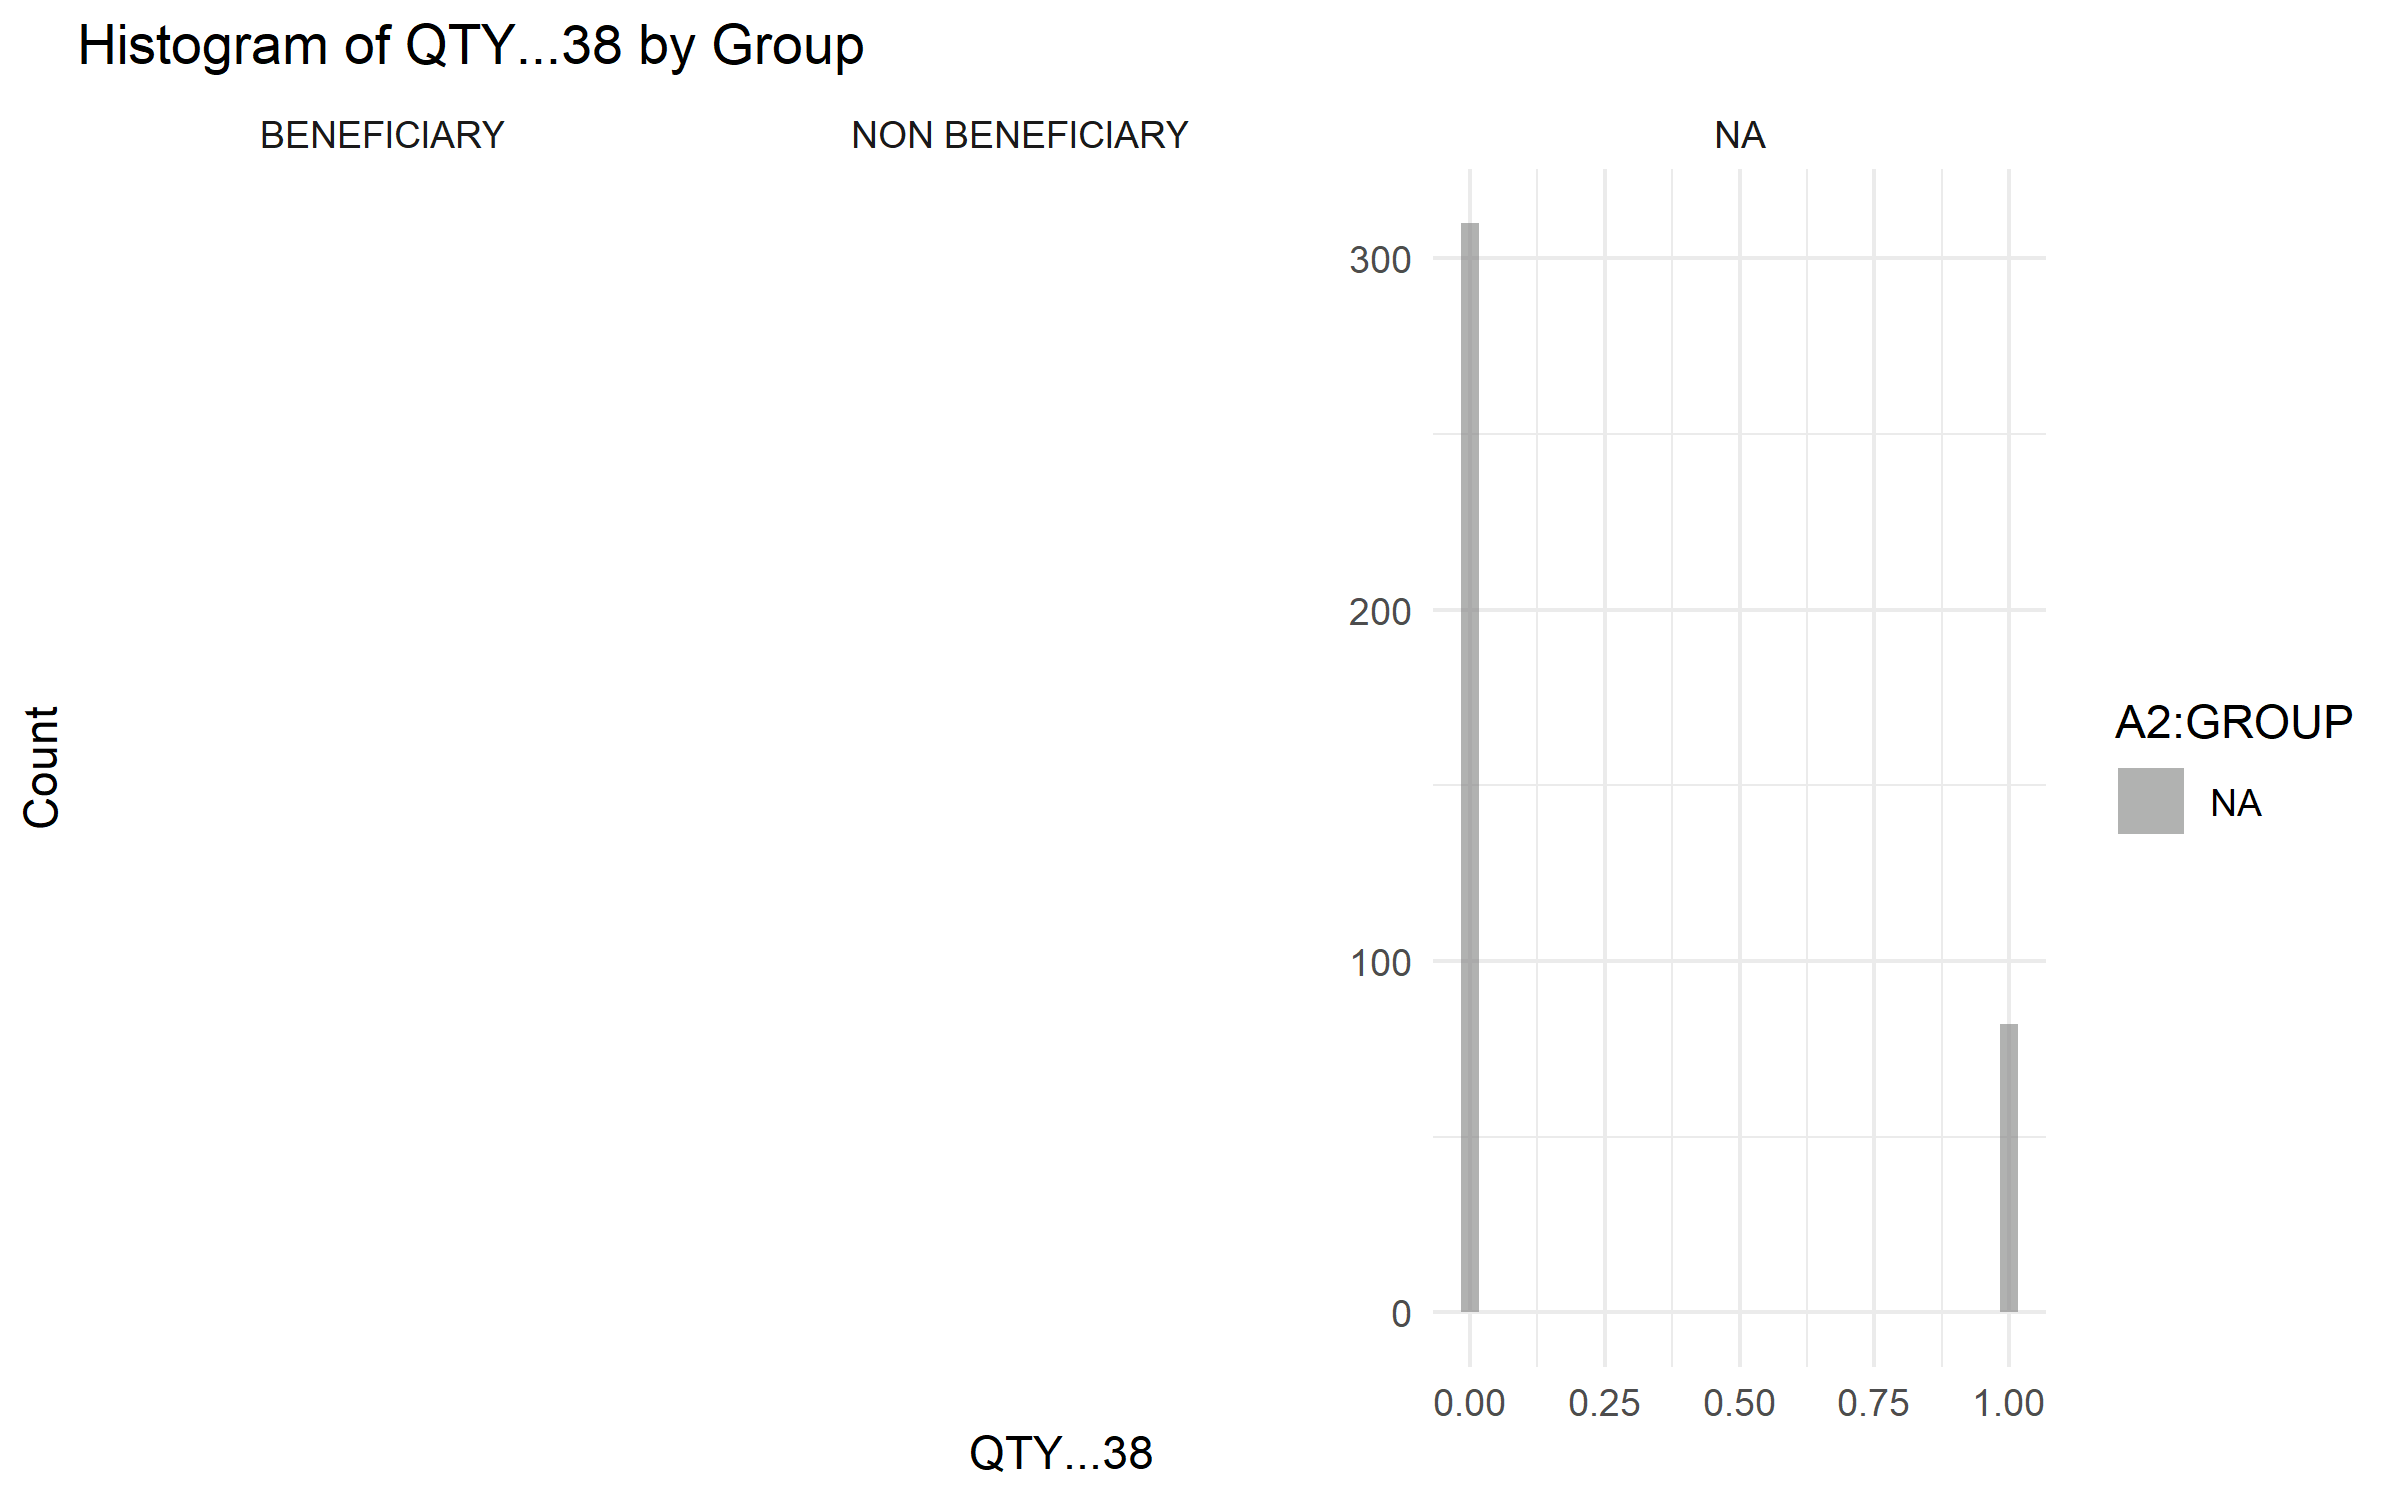 Histogram of QTY...38 by Group
BENEFICIARY
NON BENEFICIARY
NA
Count
300
200
100
0
0.00 0.25 0.50 0.75 1.00
QTY...38
A2:GROUP
NA